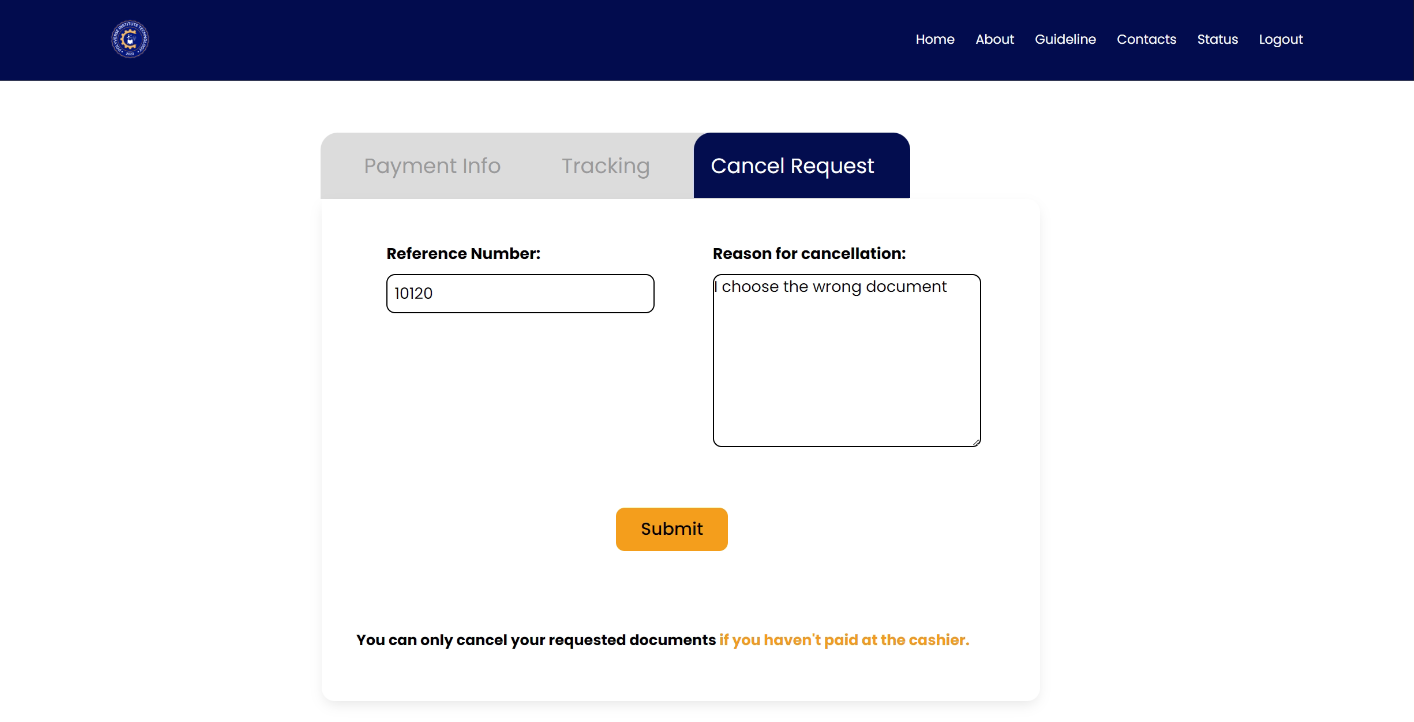 Home About Guideline Contacts Status Logout
Payment Info Tracking Cancel Request
Reference Number:
10120
Reason for cancellation:
I choose the wrong document
Submit
You can only cancel your requested documents if you haven't paid at the cashier.